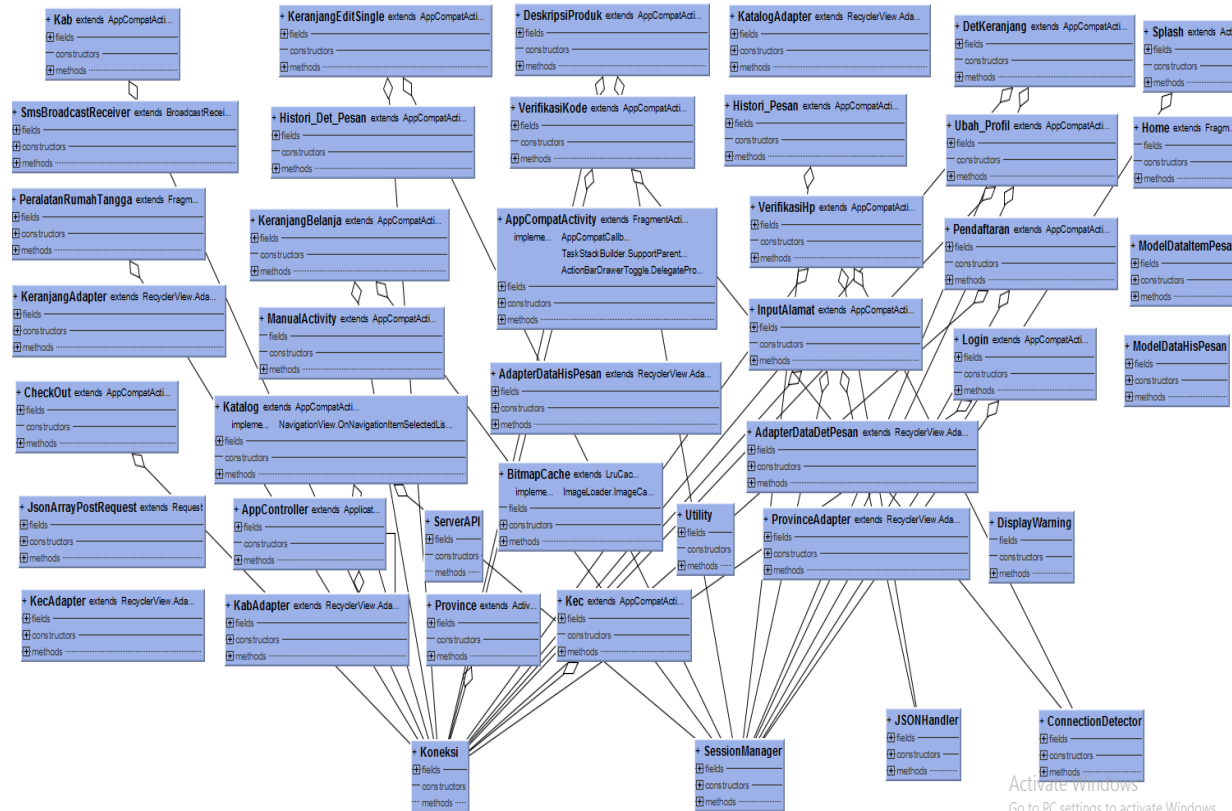 + Kab extends AppCompatActi...
fields
constructors
methods
+ KeranjangEditSingle extends AppCompatActi...
fields
constructors
methods
+ DeskripsiProduk extends AppCompatActi...
fields
constructors
methods
+ KatalogAdapter extends RecyclerView.Ada...
fields
constructors
methods
+ DetKeranjang extends AppCompatActi...
fields
constructors
methods
+ Splash extends Act
fields
constructors
methods
+ SmsBroadcastReceiver extends BroadcastRecei...
fields
constructors
methods
+ Histori_Det_Pesan extends AppCompatActi...
fields
constructors
methods
+ VerifikasiKode extends AppCompatActi...
fields
constructors
methods
+ Histori_Pesan extends AppCompatActi...
fields
constructors
methods
+ Ubah_Profil extends AppCompatActi...
fields
constructors
methods
+ Home extends Fragm...
fields
constructors
methods
+ PeralatanRumahTangga extends Fragm...
fields
constructors
methods
+ KeranjangBelanja extends AppCompatActi...
fields
constructors
methods
+ AppCompatActivity extends FragmentActi...
impleme... AppCompatCallb...
TaskStackBuilder.SupportParent...
ActionBarDrawerToggle.DelegatePro...
fields
constructors
methods
+ VerifikasiHp extends AppCompatActi...
fields
constructors
methods
+ Pendaftaran extends AppCompatActi...
fields
constructors
methods
+ ModelDataItemPesa
fields
constructors
methods
+ KeranjangAdapter extends RecyclerView.Ada...
fields
constructors
methods
+ ManualActivity extends AppCompatActi...
fields
constructors
methods
+ InputAlamat extends AppCompatActi...
fields
constructors
methods
+ Login extends AppCompatActi...
fields
constructors
methods
+ ModelDataHisPesan
fields
constructors
methods
+ CheckOut extends AppCompatActi...
fields
constructors
methods
+ Katalog extends AppCompatActi...
impleme... NavigationView.OnNavigationItemSelectedLis...
fields
constructors
methods
+ AdapterDataHisPesan extends RecyclerView.Ada...
fields
constructors
methods
+ AdapterDataDetPesan extends RecyclerView.Ada...
fields
constructors
methods
+ JsonArrayPostRequest extends Request
fields
constructors
methods
+ AppController extends Applicat...
fields
constructors
methods
+ ServerAPI
fields
constructors
methods
+ BitmapCache extends LruCac...
impleme... ImageLoader.ImageCa...
fields
constructors
methods
+ Utility
fields
constructors
methods
+ ProvinceAdapter extends RecyclerView.Ada...
fields
constructors
methods
+ DisplayWarning
fields
constructors
methods
+ KecAdapter extends RecyclerView.Ada...
fields
constructors
methods
+ KabAdapter extends RecyclerView.Ada...
fields
constructors
methods
+ Province extends Activ...
fields
constructors
methods
+ Kec extends AppCompatActi...
fields
constructors
methods
+ Koneksi
fields
constructors
methods
+ SessionManager
fields
constructors
methods
+ JSONHandler
fields
constructors
methods
+ ConnectionDetector
fields
constructors
methods
Activate Windows
Go to PC settings to activate Windows